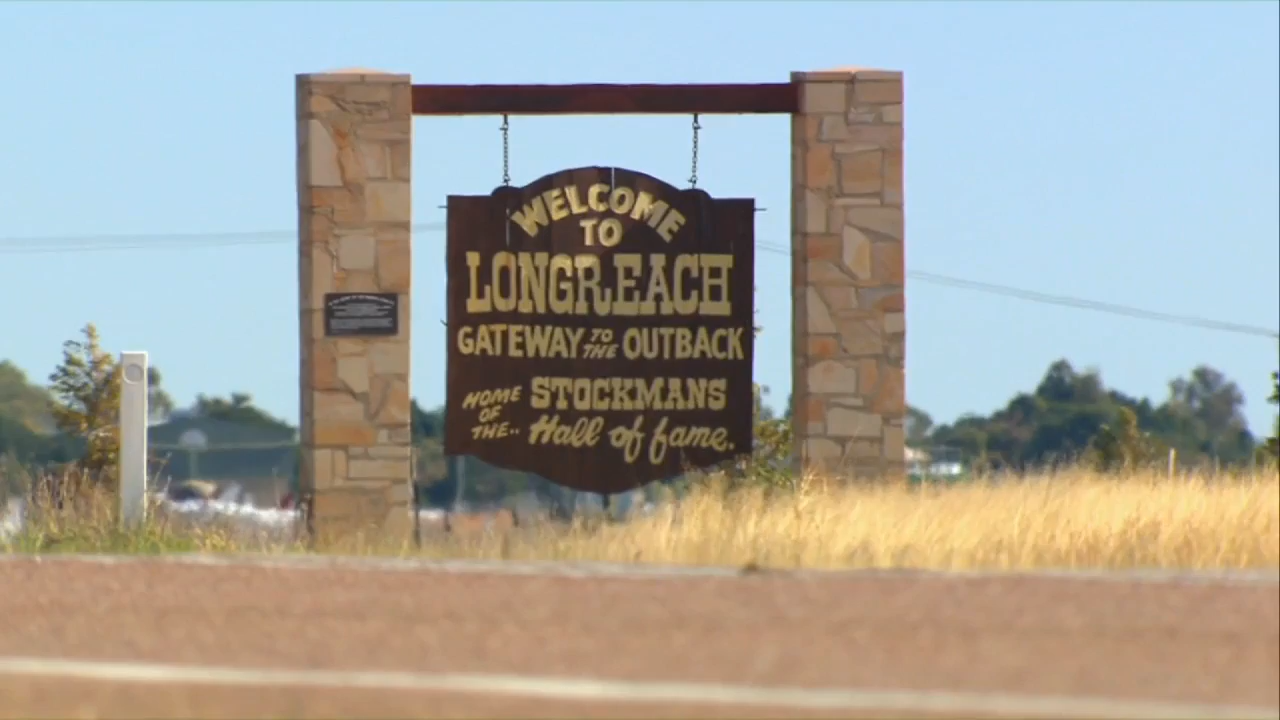 WELCOME
TO
LONGREACH
GATEWAY TO THE OUTBACK
HOME OF THE.. STOCKMANS
Hall of fame.